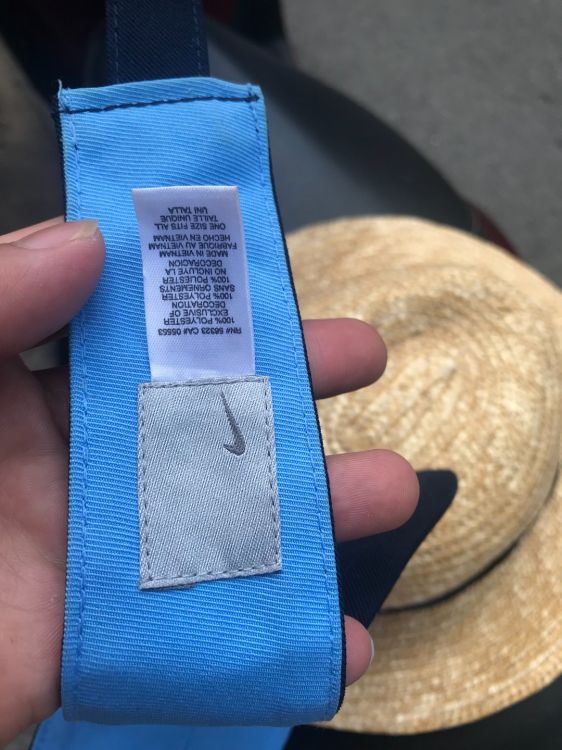 RN# 56323 CA# 05553
100% POLYESTER
EXCLUSIVE OF
DECORATION
100% POLYESTER
SANS ORNEMENTS
100% POLYESTER
NO INCLUYE LA
DECORACION
MADE IN VIETNAM
FABRIQUE AU VIETNAM
HECHO EN VIETNAM
ONE SIZE FITS ALL
TAILLE UNIQUE
UNI TALLA